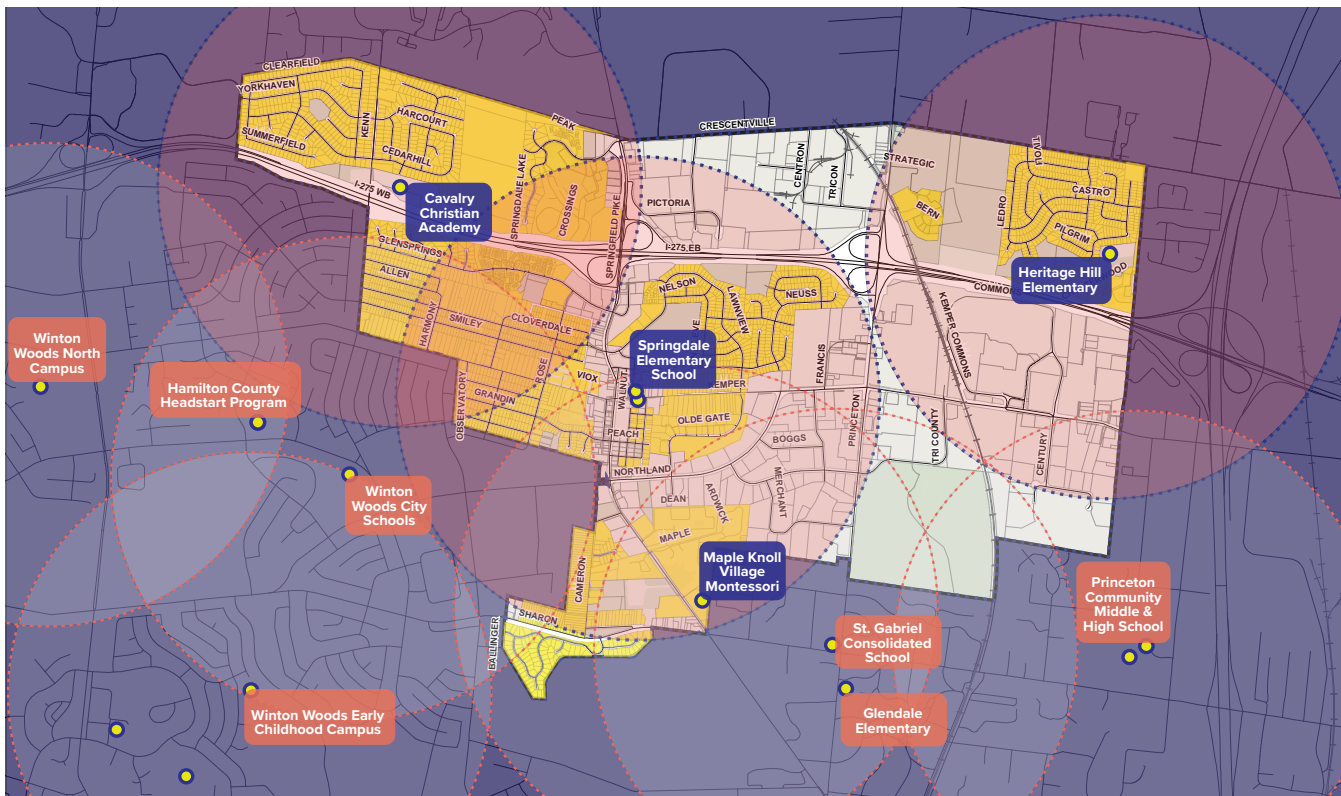 CLEARFIELD
YORKHAVEN
HARCOURT
PEAK
KENN
SUMMERFIELD
CEDARHILL
CRESCENTVILLE
CENTRON
TRICON
STRATEGIC
TIVOLI
CASTRO
LEDRO
BERN
PILGRIM
I-275 WB
SPRINGDALE LAKE
CROSSINGS
SPRINGFIELD PIKE
PICTORIA
Cavalry
Christian
Academy
GLENSPRINGS
I-275 EB
Heritage Hill
Elementary
COMMONS
ALLEN
NELSON
LAWNVIEW
NEUSS
KEMPER COMMONS
HARMONY
SMILEY
CLOVERDALE
Winton
Woods North
Campus
Springdale
Elementary
School
FRANCIS
ROSE
VIOX
WALNUT
KEMPER
Hamilton County
Headstart Program
OBSERVATORY
GRANDIN
OLDE GATE
PRINCETON
TRI COUNTY
PEACH
BOGGS
CENTURY
NORTHLAND
MERCHANT
Winton
Woods City
Schools
DEAN
ARDWICK
MAPLE
Maple Knoll
Village
Montessori
CAMERON
Princeton
Community
Middle &
High School
SHARON
BALLINGER
St. Gabriel
Consolidated
School
Winton Woods Early
Childhood Campus
Glendale
Elementary